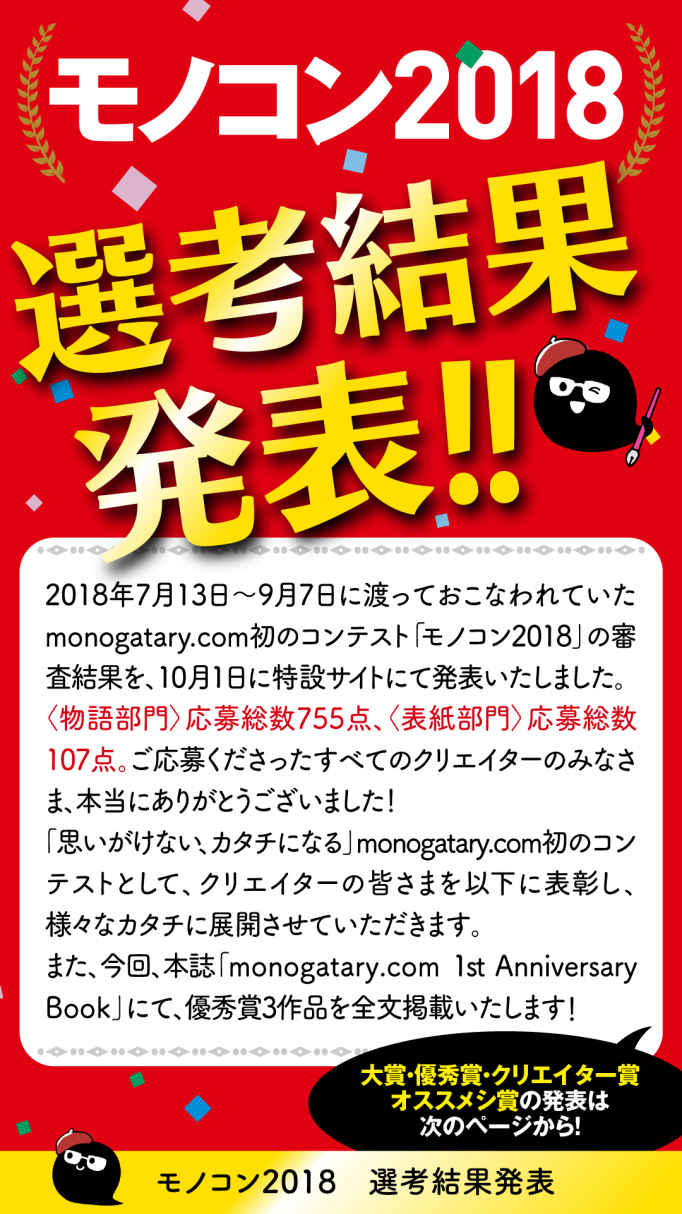 モノコン2018
選考結果
発表!!
2018年7月13日〜9月7日に渡っておこなわれていた
monogatary.com初のコンテスト「モノコン2018」の審
査結果を、10月1日に特設サイトにて発表いたしました。
〈物語部門〉応募総数755点、〈表紙部門〉応募総数
107点。ご応募くださったすべてのクリエイターのみなさ
ま、本当にありがとうございました!
「思いがけない、カタチになる」monogatary.com初のコン
テストとして、クリエイターの皆さまを以下に表彰し、
様々なカタチに展開させていただきます。
また、今回、本誌「monogatary.com 1st Anniversary
Book」にて、優秀賞3作品を全文掲載いたします!
大賞・優秀賞・クリエイター賞
オススメシ賞の発表は
次のページから!
モノコン2018 選考結果発表